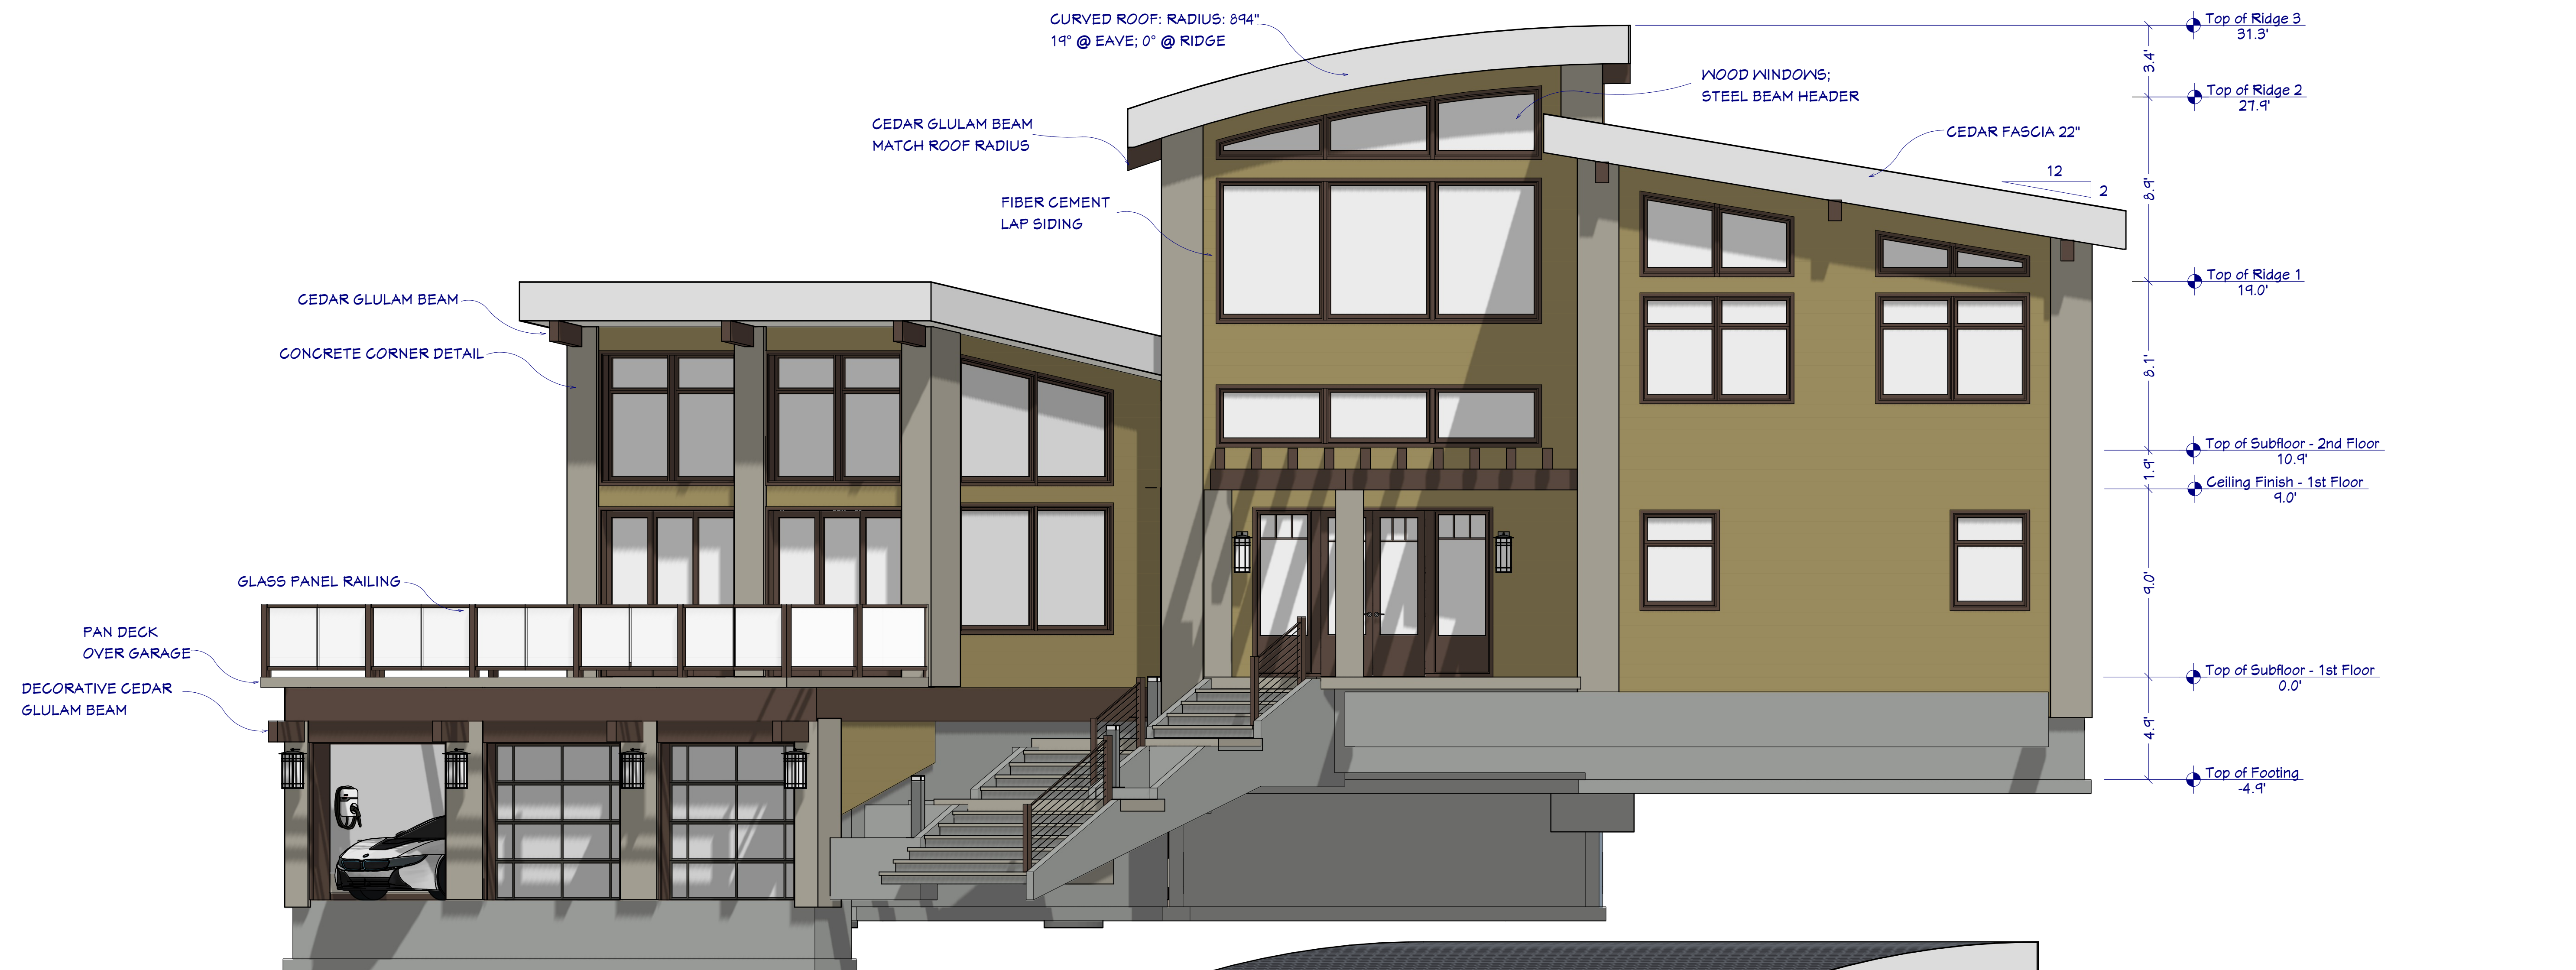 CURVED ROOF: RADIUS: 894"
19° @ EAVE; 0° @ RIDGE
WOOD WINDOWS;
STEEL BEAM HEADER
CEDAR GLULAM BEAM
MATCH ROOF RADIUS
CEDAR FASCIA 22"
12
2
FIBER CEMENT
LAP SIDING
CEDAR GLULAM BEAM
CONCRETE CORNER DETAIL
GLASS PANEL RAILING
PAN DECK
OVER GARAGE
DECORATIVE CEDAR
GLULAM BEAM
Top of Ridge 3
31.3'
3.4'
Top of Ridge 2
27.9'
8.9'
Top of Ridge 1
19.0'
8.1'
Top of Subfloor - 2nd Floor
10.9'
1.9'
Ceiling Finish - 1st Floor
9.0'
9.0'
Top of Subfloor - 1st Floor
0.0'
4.9'
Top of Footing
-4.9'